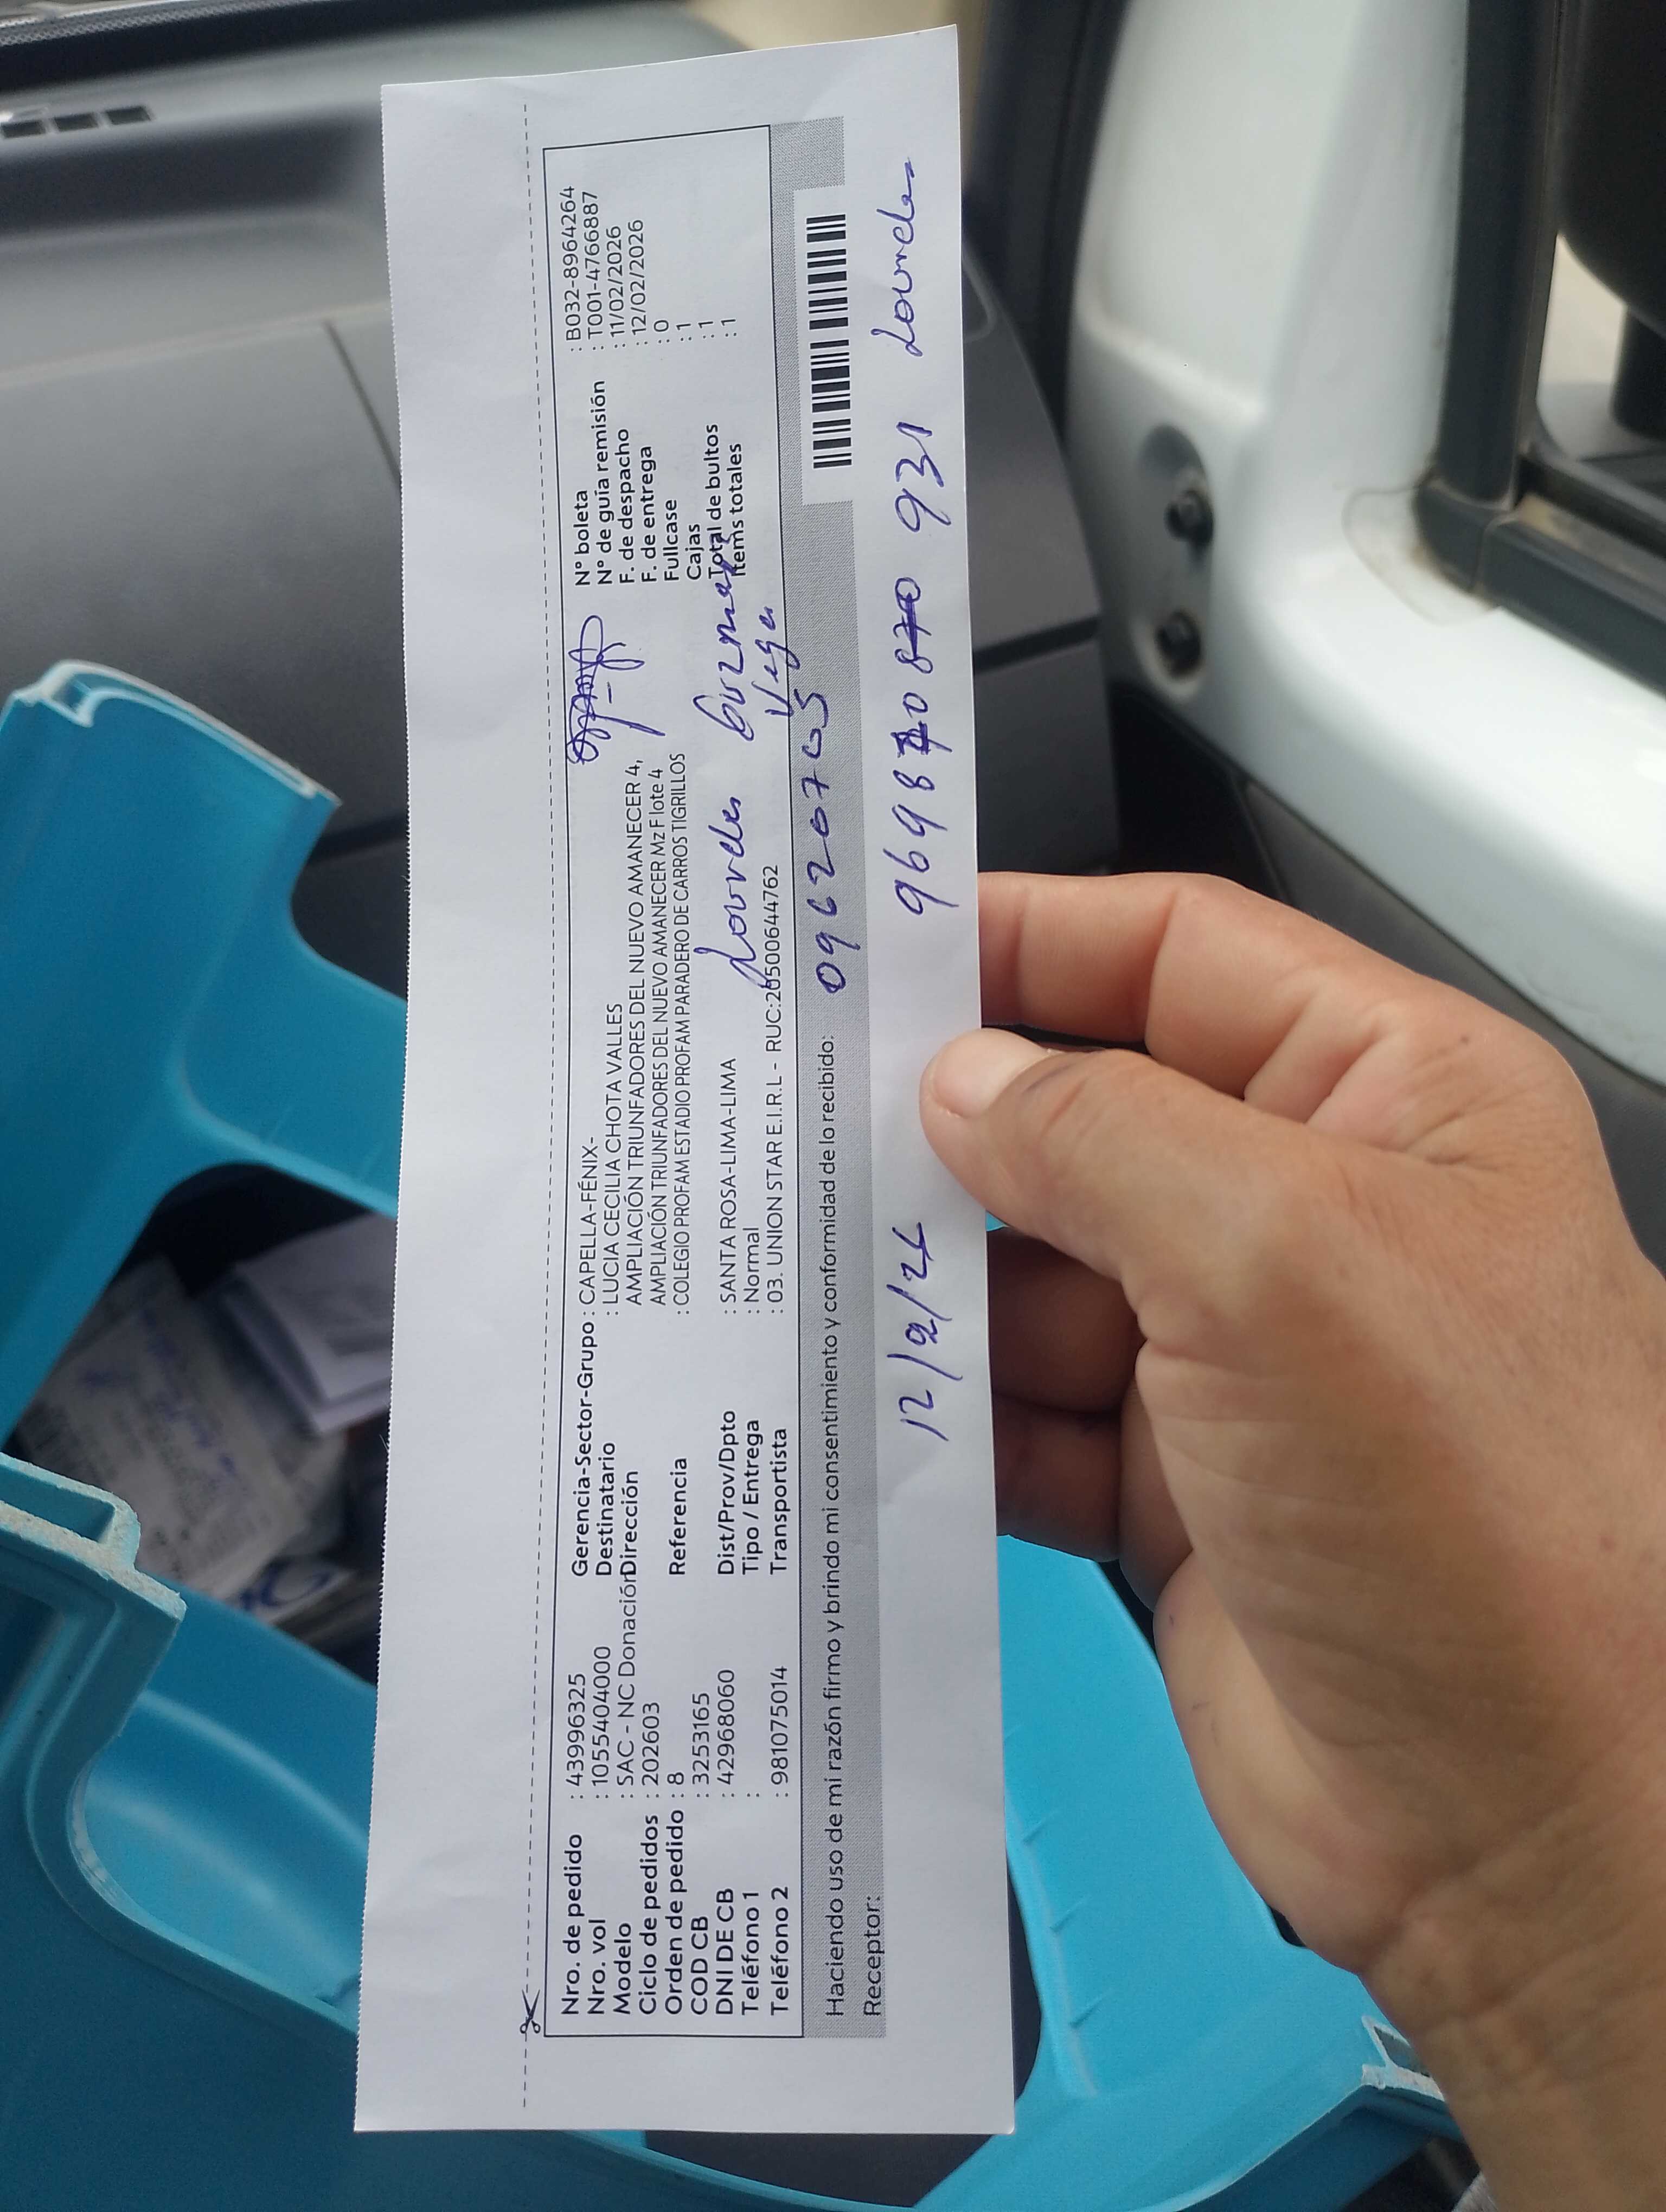 Nro. de pedido : 43996325
Nro. vol : 1055404000
Modelo : SAC - NC Donación
Ciclo de pedidos : 202603
Orden de pedido : 8
COD CB : 3253165
DNI DE CB : 42968060
Teléfono 1 :
Teléfono 2 : 981075014
Gerencia-Sector-Grupo : CAPELLA-FÉNIX-
Destinatario : LUCIA CECILIA CHOTA VALLES
Dirección AMPLIACIÓN TRIUNFADORES DEL NUEVO AMANECER 4,
AMPLIACIÓN TRIUNFADORES DEL NUEVO AMANECER Mz F lote 4
Referencia : COLEGIO PROFAM ESTADIO PROFAM PARADERO DE CARROS TIGRILLOS
Dist/Prov/Dpto : SANTA ROSA-LIMA-LIMA
Tipo / Entrega : Normal
Transportista : 03. UNION STAR E.I.R.L - RUC:20500644762
N° boleta : B032-8964264
N° de guía remisión : T001-4766887
F. de despacho : 11/02/2026
F. de entrega : 12/02/2026
Fullcase : 0
Cajas : 1
Total de bultos : 1
Items totales : 1
Lourdes
Vega
Haciendo uso de mi razón firmo y brindo mi consentimiento y conformidad de lo recibido:
Receptor:
12/2/26
931 Lourdes